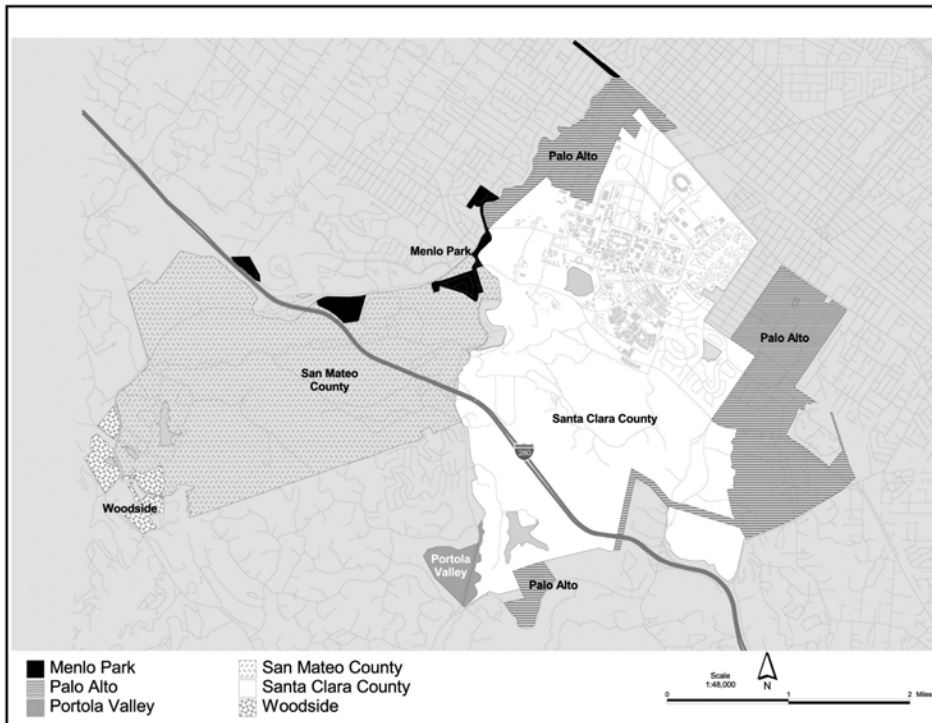 Palo Alto
Menlo Park
Palo Alto
San Mateo
County
Santa Clara County
280
Woodside
Portola
Valley
Palo Alto
Menlo Park
Palo Alto
Portola Valley
San Mateo County
Santa Clara County
Woodside
Scale
1:48,000
N
0 1 2 Miles